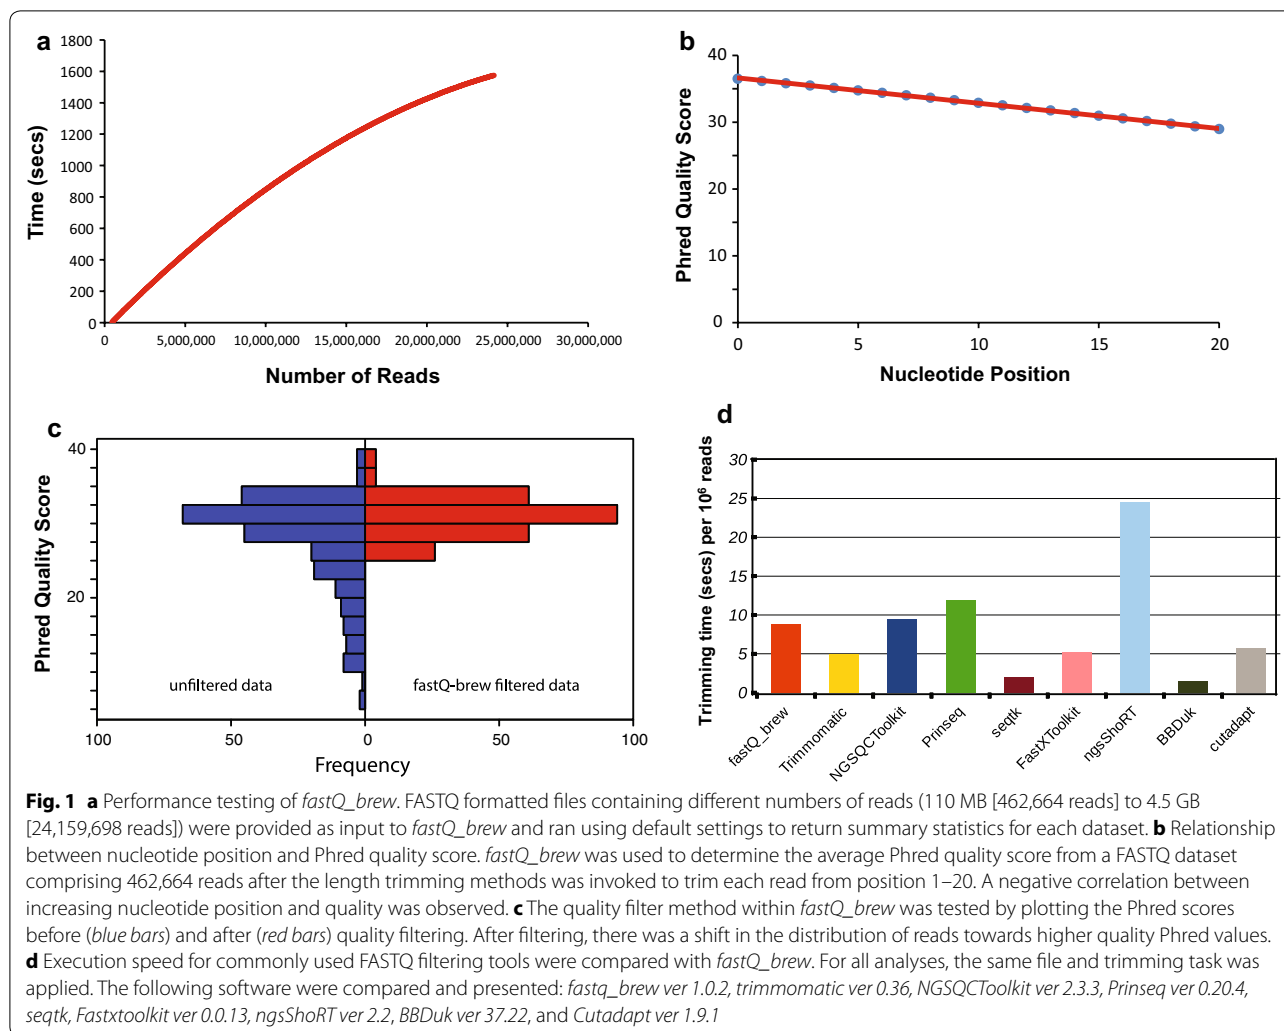 a
1800
1600
1400
1200
1000
800
600
400
200
0
Time (secs)
0 5,000,000 10,000,000 15,000,000 20,000,000 25,000,000 30,000,000
Number of Reads
b
40
30
20
10
0
Phred Quality Score
0 5 10 15 20
Nucleotide Position
c
40
20
Phred Quality Score
unfiltered data fastQ-brew filtered data
100 50 0 50 100
Frequency
d
30
25
20
15
10
5
0
Trimming time (secs) per 10⁶ reads
fastQ_brew
Trimmomatic
NGSQCToolkit
Prinseq
seqtk
FastXToolkit
ngsShoRT
BBDuk
cutadapt
Fig. 1 a Performance testing of fastQ_brew. FASTQ formatted files containing different numbers of reads (110 MB [462,664 reads] to 4.5 GB
[24,159,698 reads]) were provided as input to fastQ_brew and ran using default settings to return summary statistics for each dataset. b Relationship
between nucleotide position and Phred quality score. fastQ_brew was used to determine the average Phred quality score from a FASTQ dataset
comprising 462,664 reads after the length trimming methods was invoked to trim each read from position 1–20. A negative correlation between
increasing nucleotide position and quality was observed. c The quality filter method within fastQ_brew was tested by plotting the Phred scores
before (blue bars) and after (red bars) quality filtering. After filtering, there was a shift in the distribution of reads towards higher quality Phred values.
d Execution speed for commonly used FASTQ filtering tools were compared with fastQ_brew. For all analyses, the same file and trimming task was
applied. The following software were compared and presented: fastq_brew ver 1.0.2, trimmomatic ver 0.36, NGSQCToolkit ver 2.3.3, Prinseq ver 0.20.4,
seqtk, Fastxtoolkit ver 0.0.13, ngsShoRT ver 2.2, BBDuk ver 37.22, and Cutadapt ver 1.9.1